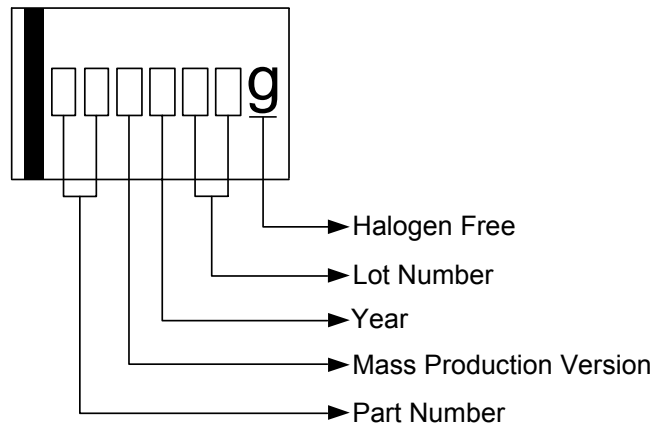 g
Halogen Free
Lot Number
Year
Mass Production Version
Part Number